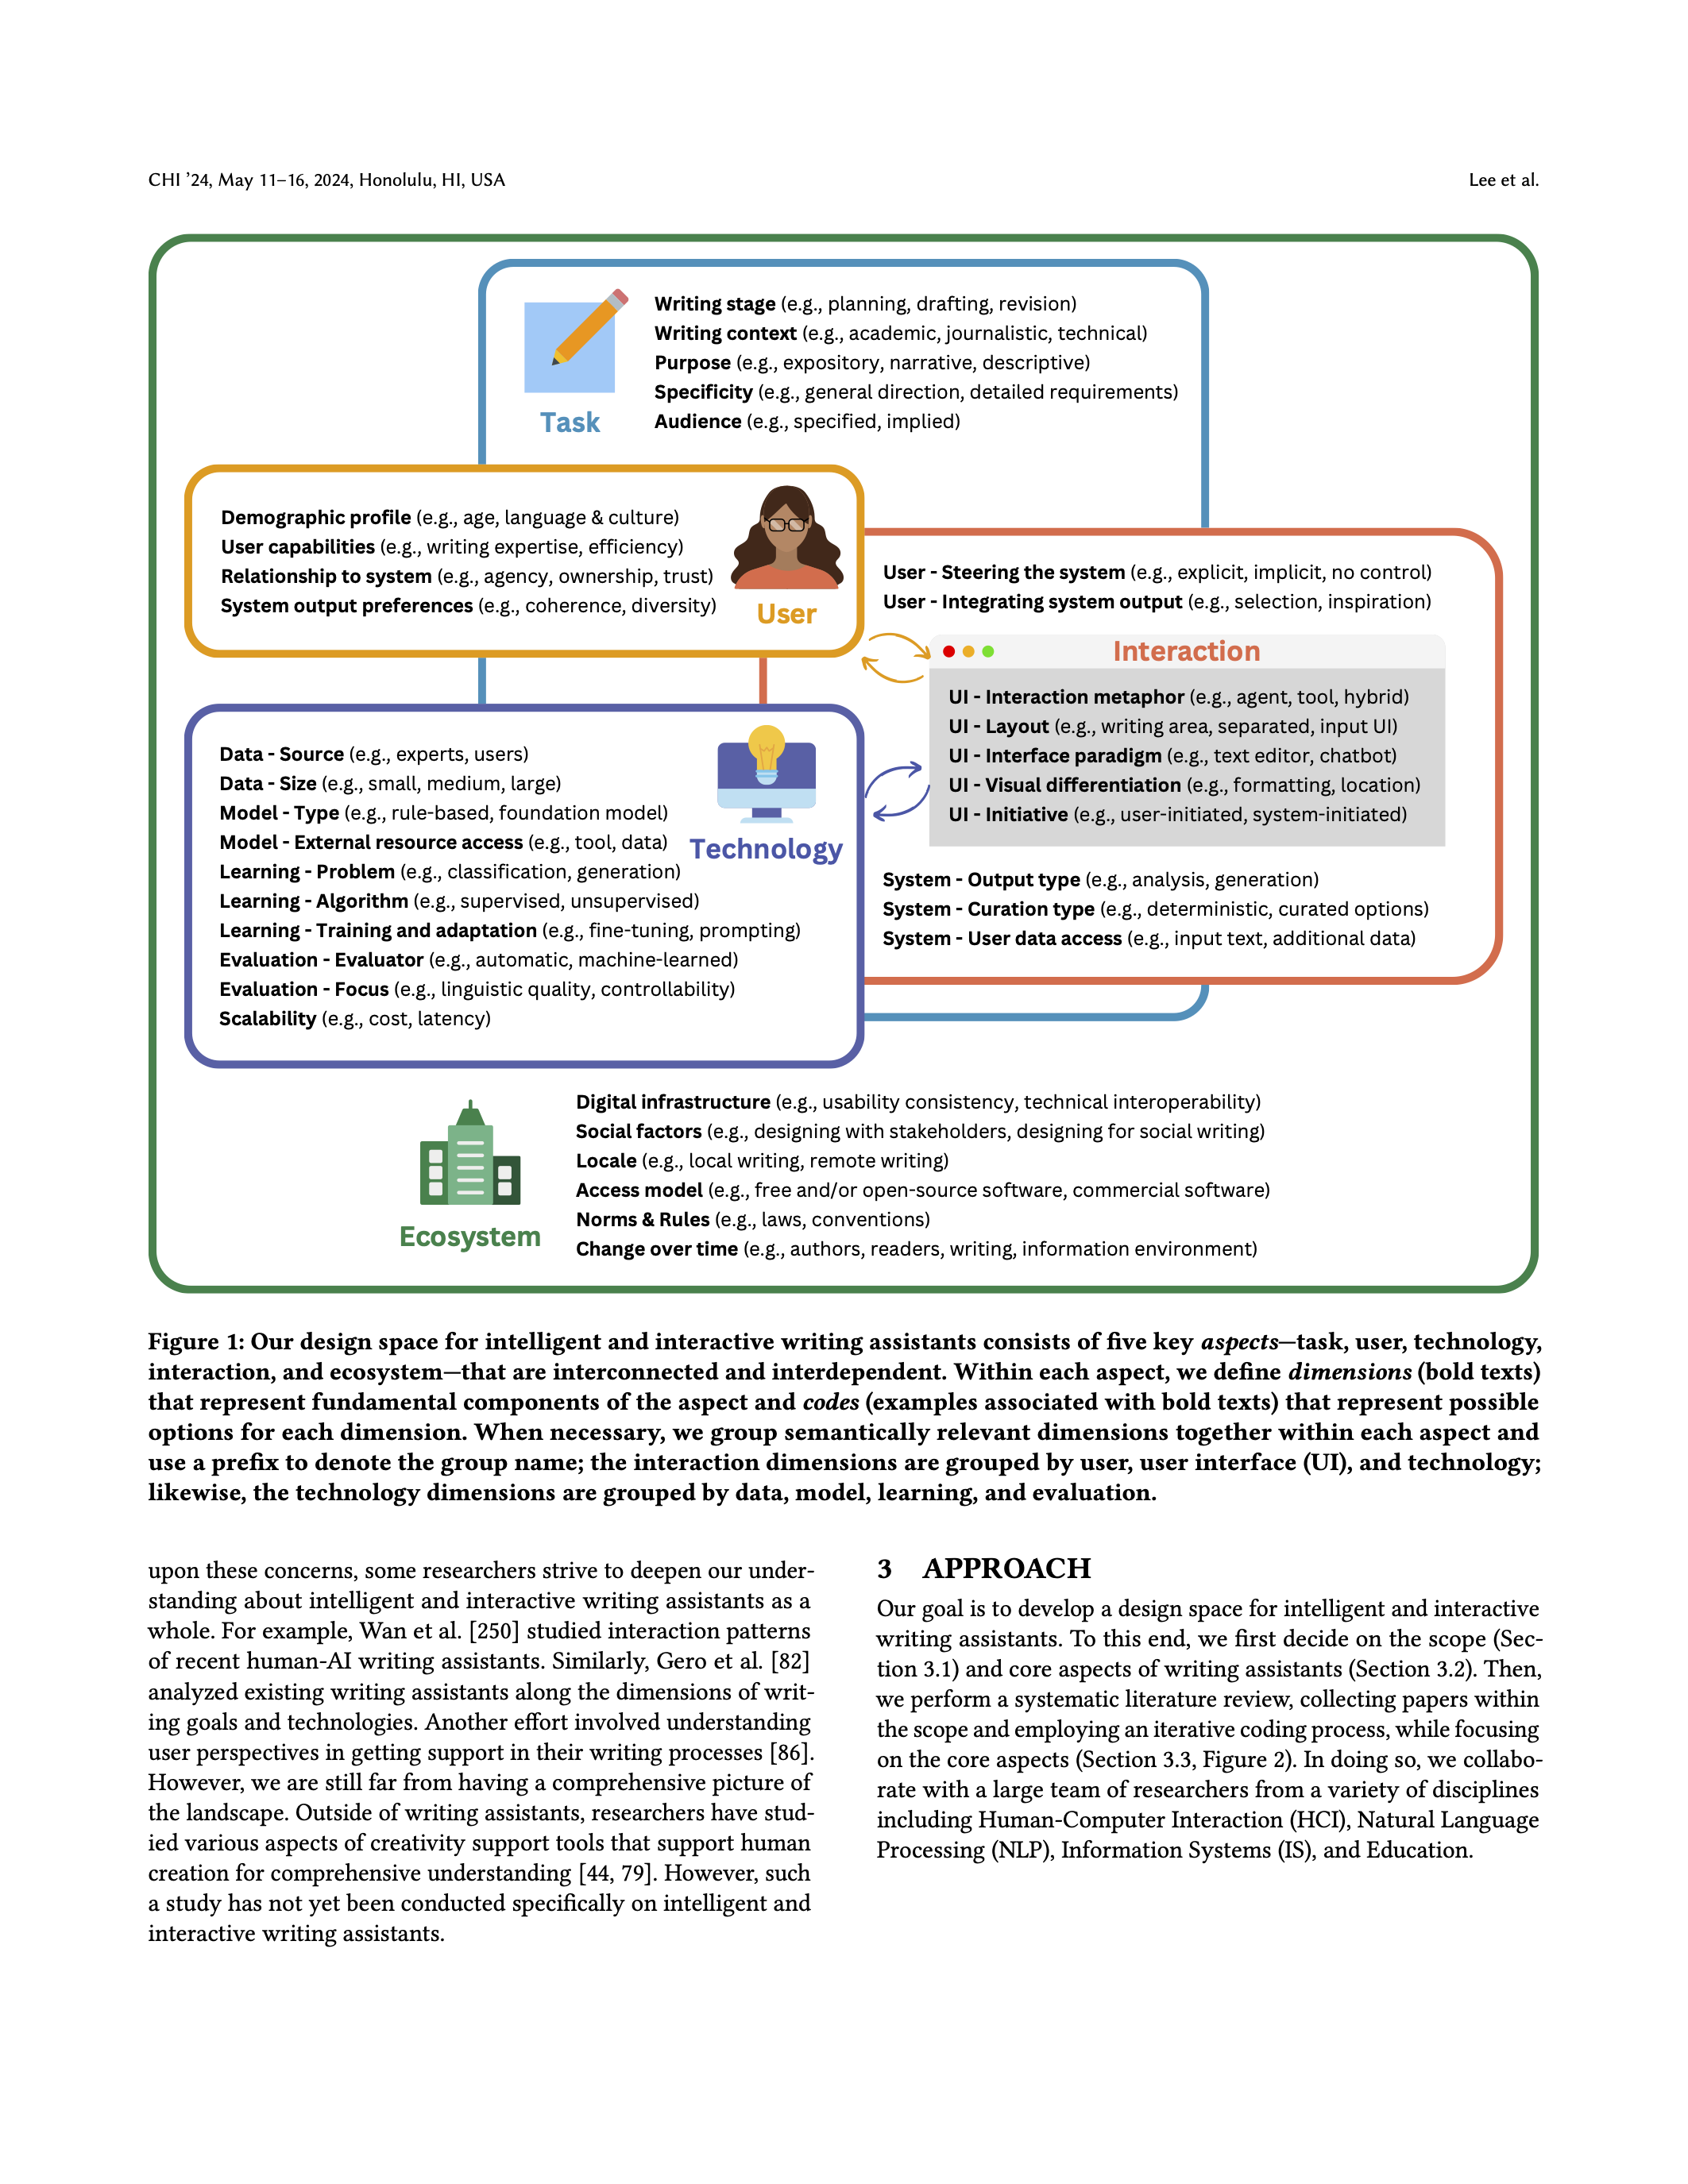 CHI ’24, May 11–16, 2024, Honolulu, HI, USA
Lee et al.
Writing stage (e.g., planning, drafting, revision)
Writing context (e.g., academic, journalistic, technical)
Purpose (e.g., expository, narrative, descriptive)
Specificity (e.g., general direction, detailed requirements)
Audience (e.g., specified, implied)
Task
Demographic profile (e.g., age, language & culture)
User capabilities (e.g., writing expertise, efficiency)
Relationship to system (e.g., agency, ownership, trust)
System output preferences (e.g., coherence, diversity)
User
User - Steering the system (e.g., explicit, implicit, no control)
User - Integrating system output (e.g., selection, inspiration)
Interaction
UI - Interaction metaphor (e.g., agent, tool, hybrid)
UI - Layout (e.g., writing area, separated, input UI)
UI - Interface paradigm (e.g., text editor, chatbot)
UI - Visual differentiation (e.g., formatting, location)
UI - Initiative (e.g., user-initiated, system-initiated)
System - Output type (e.g., analysis, generation)
System - Curation type (e.g., deterministic, curated options)
System - User data access (e.g., input text, additional data)
Data - Source (e.g., experts, users)
Data - Size (e.g., small, medium, large)
Model - Type (e.g., rule-based, foundation model)
Model - External resource access (e.g., tool, data)
Learning - Problem (e.g., classification, generation)
Learning - Algorithm (e.g., supervised, unsupervised)
Learning - Training and adaptation (e.g., fine-tuning, prompting)
Evaluation - Evaluator (e.g., automatic, machine-learned)
Evaluation - Focus (e.g., linguistic quality, controllability)
Scalability (e.g., cost, latency)
Technology
Digital infrastructure (e.g., usability consistency, technical interoperability)
Social factors (e.g., designing with stakeholders, designing for social writing)
Locale (e.g., local writing, remote writing)
Access model (e.g., free and/or open-source software, commercial software)
Norms & Rules (e.g., laws, conventions)
Change over time (e.g., authors, readers, writing, information environment)
Ecosystem
Figure 1: Our design space for intelligent and interactive writing assistants consists of five key aspects—task, user, technology,
interaction, and ecosystem—that are interconnected and interdependent. Within each aspect, we define dimensions (bold texts)
that represent fundamental components of the aspect and codes (examples associated with bold texts) that represent possible
options for each dimension. When necessary, we group semantically relevant dimensions together within each aspect and
use a prefix to denote the group name; the interaction dimensions are grouped by user, user interface (UI), and technology;
likewise, the technology dimensions are grouped by data, model, learning, and evaluation.
upon these concerns, some researchers strive to deepen our under-
standing about intelligent and interactive writing assistants as a
whole. For example, Wan et al. [250] studied interaction patterns
of recent human-AI writing assistants. Similarly, Gero et al. [82]
analyzed existing writing assistants along the dimensions of writ-
ing goals and technologies. Another effort involved understanding
user perspectives in getting support in their writing processes [86].
However, we are still far from having a comprehensive picture of
the landscape. Outside of writing assistants, researchers have stud-
ied various aspects of creativity support tools that support human
creation for comprehensive understanding [44, 79]. However, such
a study has not yet been conducted specifically on intelligent and
interactive writing assistants.
3 APPROACH
Our goal is to develop a design space for intelligent and interactive
writing assistants. To this end, we first decide on the scope (Sec-
tion 3.1) and core aspects of writing assistants (Section 3.2). Then,
we perform a systematic literature review, collecting papers within
the scope and employing an iterative coding process, while focusing
on the core aspects (Section 3.3, Figure 2). In doing so, we collabo-
rate with a large team of researchers from a variety of disciplines
including Human-Computer Interaction (HCI), Natural Language
Processing (NLP), Information Systems (IS), and Education.